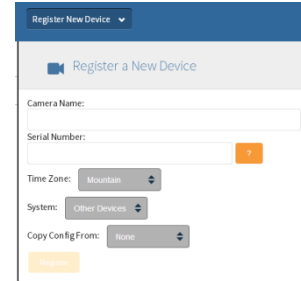 Register New Device
Register a New Device
Camera Name:
Serial Number:
?
Time Zone: Mountain
System: Other Devices
Copy Config From: None
Register